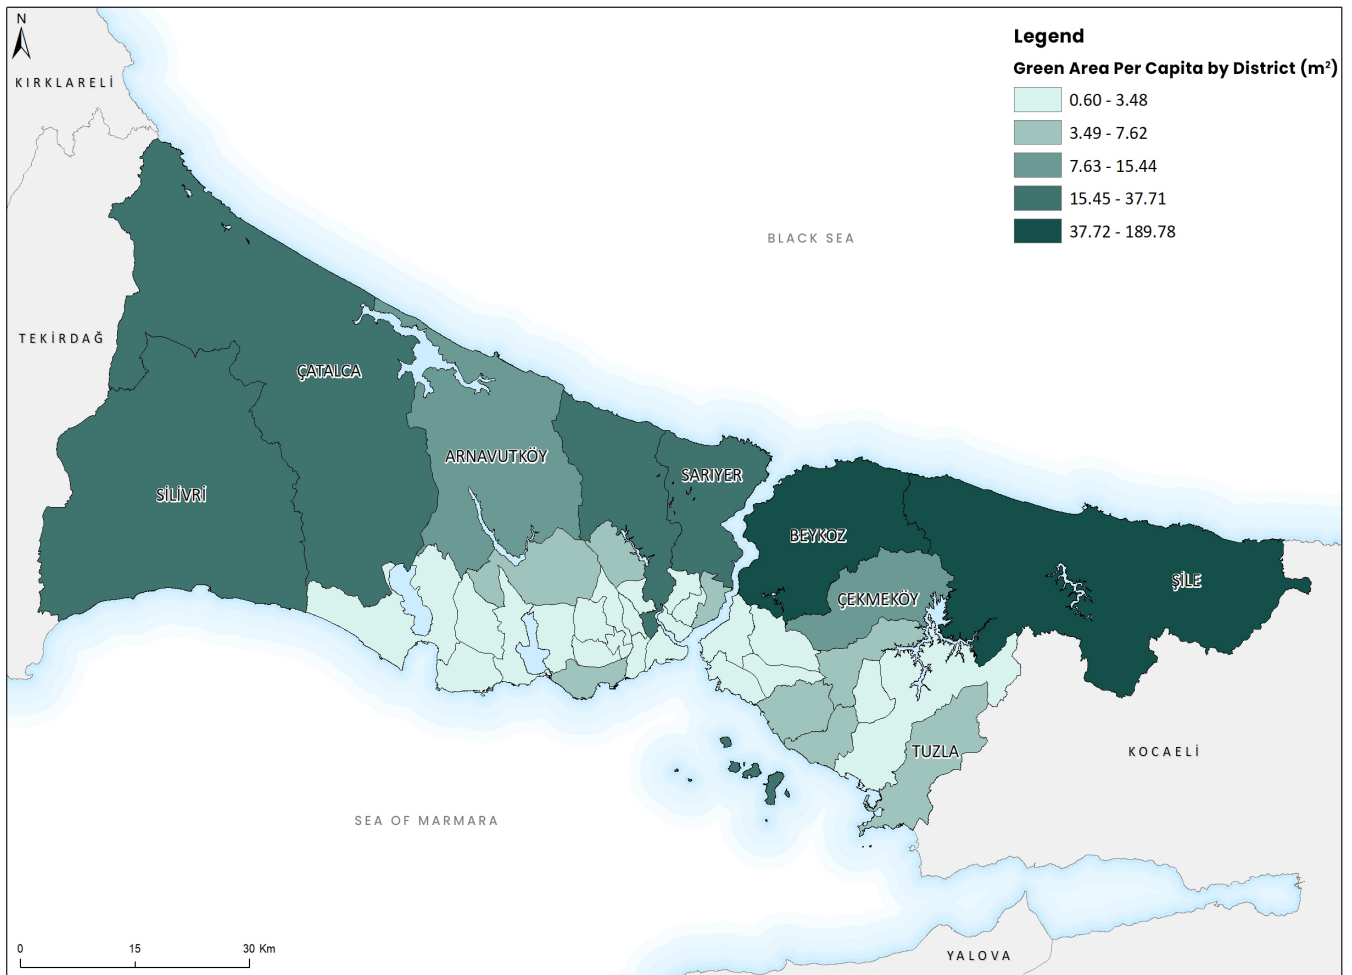 N
Legend
Green Area Per Capita by District (m²)
0.60 - 3.48
3.49 - 7.62
7.63 - 15.44
15.45 - 37.71
37.72 - 189.78
KIRKLARELİ
BLACK SEA
TEKİRDAĞ
ÇATALCA
ARNAVUTKÖY
SARIYER
SİLİVRİ
BEYKOZ
ŞİLE
ÇEKMEKÖY
TUZLA
KOCAELİ
SEA OF MARMARA
0 15 30 Km
YALOVA